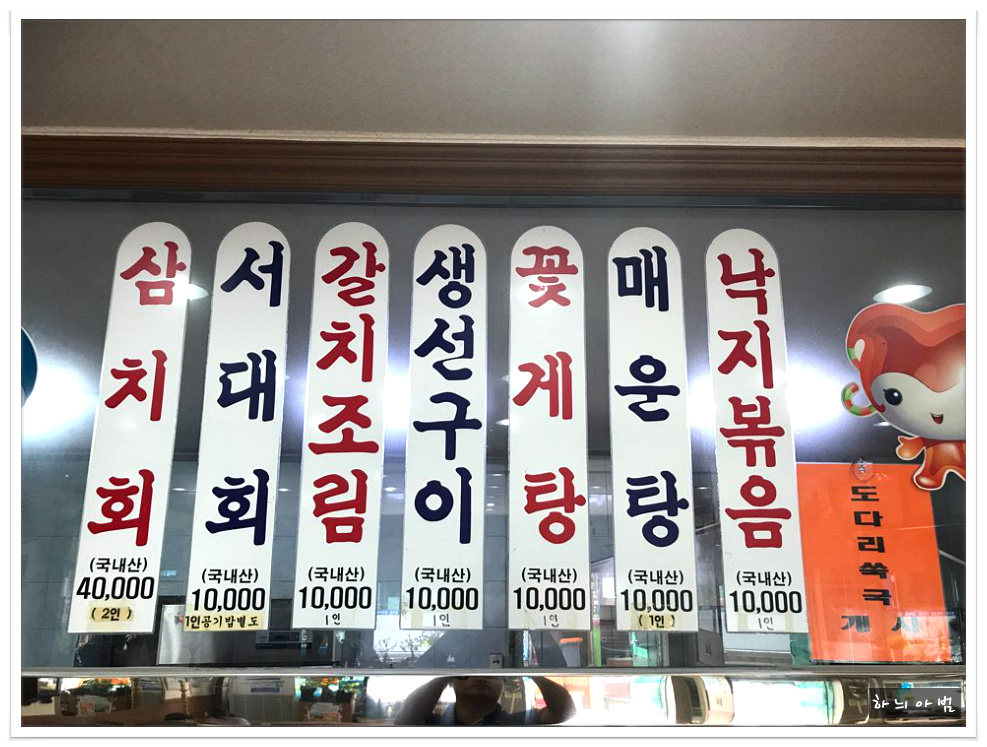 삼치회
(국내산)
40,000
(2인)
서대회
(국내산)
10,000
1인공기밥별도
갈치조림
(국내산)
10,000
1인
생선구이
(국내산)
10,000
1인
꽃게탕
(국내산)
10,000
1인
매운탕
(국내산)
10,000
(1인)
낙지볶음
(국내산)
10,000
1인
도다리쑥국
개시
하늬아범